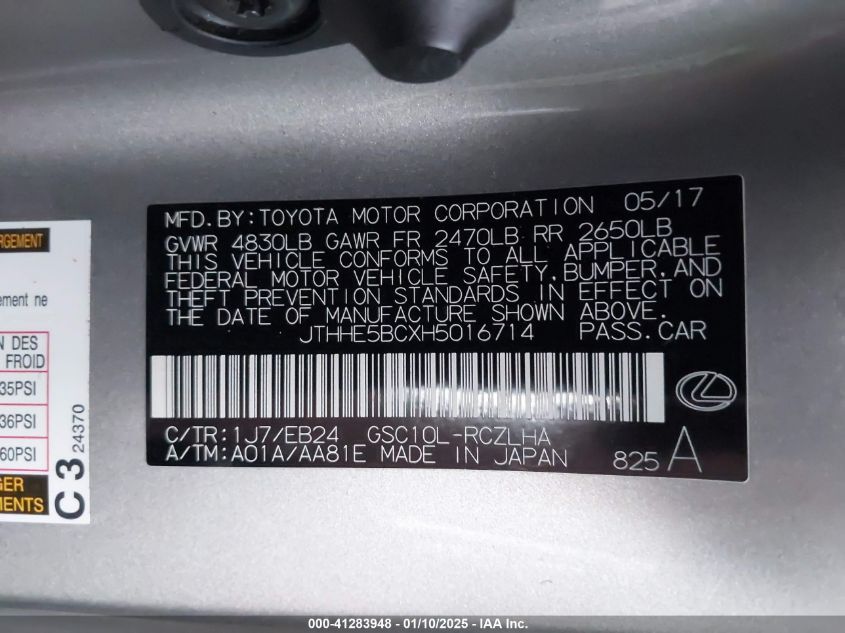 MFD.BY:TOYOTA MOTOR CORPORATION 05/17
GVWR 4830LB GAWR FR 2470LB RR 2650LB
THIS VEHICLE CONFORMS TO ALL APPLICABLE
FEDERAL MOTOR VEHICLE SAFETY,BUMPER,AND
THEFT PREVENTION STANDARDS IN EFFECT ON
THE DATE OF MANUFACTURE SHOWN ABOVE.
JTHHE5BCXH5016714 PASS.CAR
C/TR:1J7/EB24 GSC10L-RCZLHA
A/TM:A01A/AA81E MADE IN JAPAN 825 A
ement ne
DES
FROID
35PSI
36PSI
60PSI
C3
24370
000-41283948 - 01/10/2025 - IAA Inc.